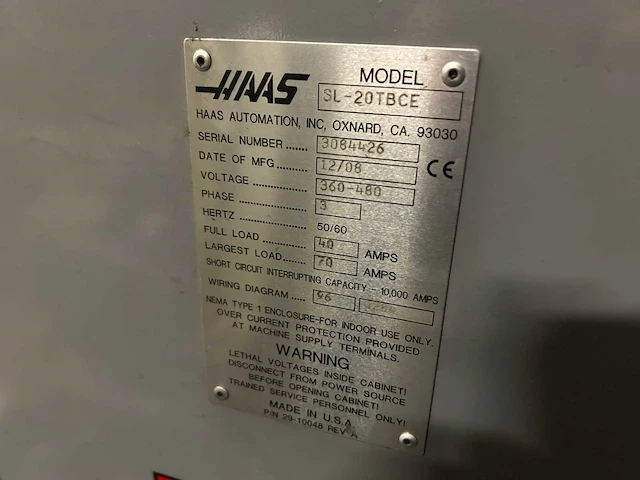 HAAS MODEL
SL-20TBCE
HAAS AUTOMATION, INC, OXNARD, CA. 93030
SERIAL NUMBER ...... 3084426
DATE OF MFG ........... 12/08 CE
VOLTAGE ................. 360-480
PHASE ..................... 3
HERTZ ..................... 50/60
FULL LOAD ............. 40 AMPS
LARGEST LOAD ...... AMPS
SHORT CIRCUIT INTERRUPTING CAPACITY - 10,000 AMPS
WIRING DIAGRAM .... 96
NEMA TYPE 1 ENCLOSURE-FOR INDOOR USE ONLY.
OVER CURRENT PROTECTION PROVIDED
AT MACHINE SUPPLY TERMINALS.
WARNING
LETHAL VOLTAGES INSIDE CABINET!
DISCONNECT FROM POWER SOURCE
BEFORE OPENING CABINET!
TRAINED SERVICE PERSONNEL ONLY!
MADE IN U.S.A
P/N 29-10048 REV A